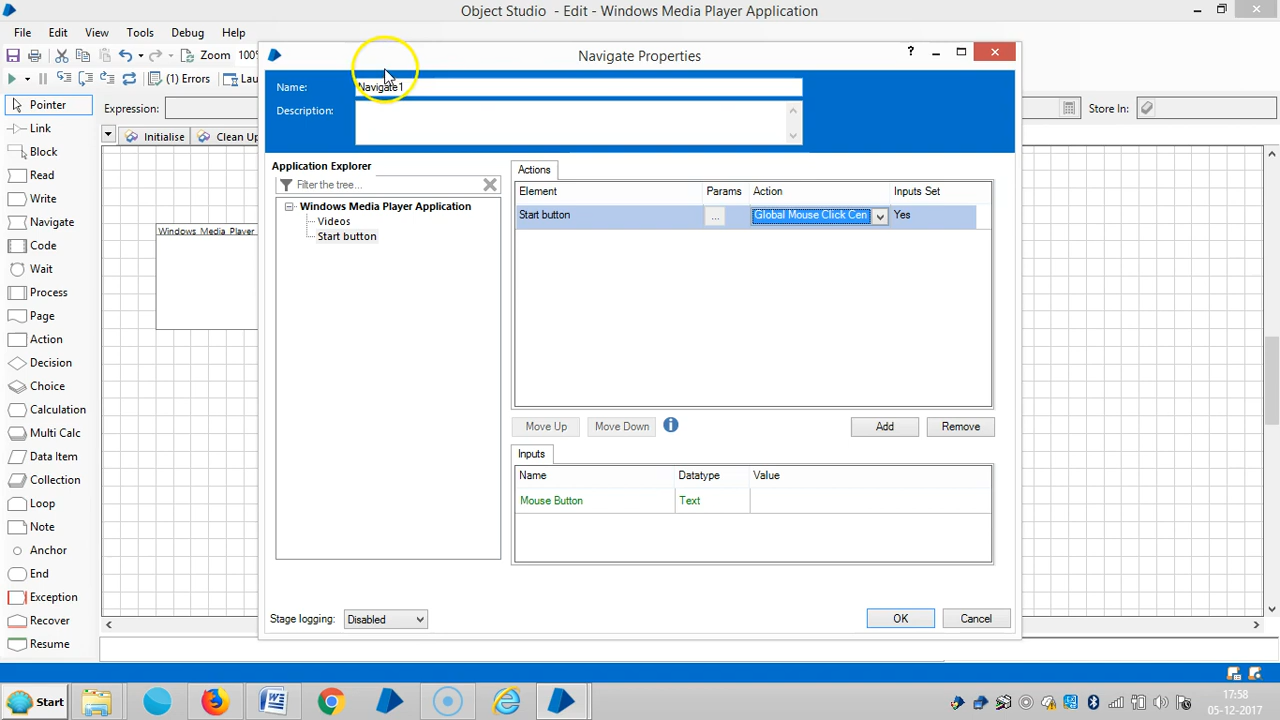 Object Studio - Edit - Windows Media Player Application
File Edit View Tools Debug Help
Zoom 100%
(1) Errors
Pointer
Link
Block
Read
Write
Navigate
Code
Wait
Process
Page
Action
Decision
Choice
Calculation
Multi Calc
Data Item
Collection
Loop
Note
Anchor
End
Exception
Recover
Resume
Expression:
Store In:
Initialise
Clean Up
Windows Media Player
Navigate Properties
?
Name: Navigate1
Description:
Application Explorer
Filter the tree...
Windows Media Player Application
Videos
Start button
Actions
Element Params Action Inputs Set
Start button ... Global Mouse Click Cen Yes
Move Up Move Down Add Remove
Inputs
Name Datatype Value
Mouse Button Text
Stage logging: Disabled
OK Cancel
Start
17:58
05-12-2017